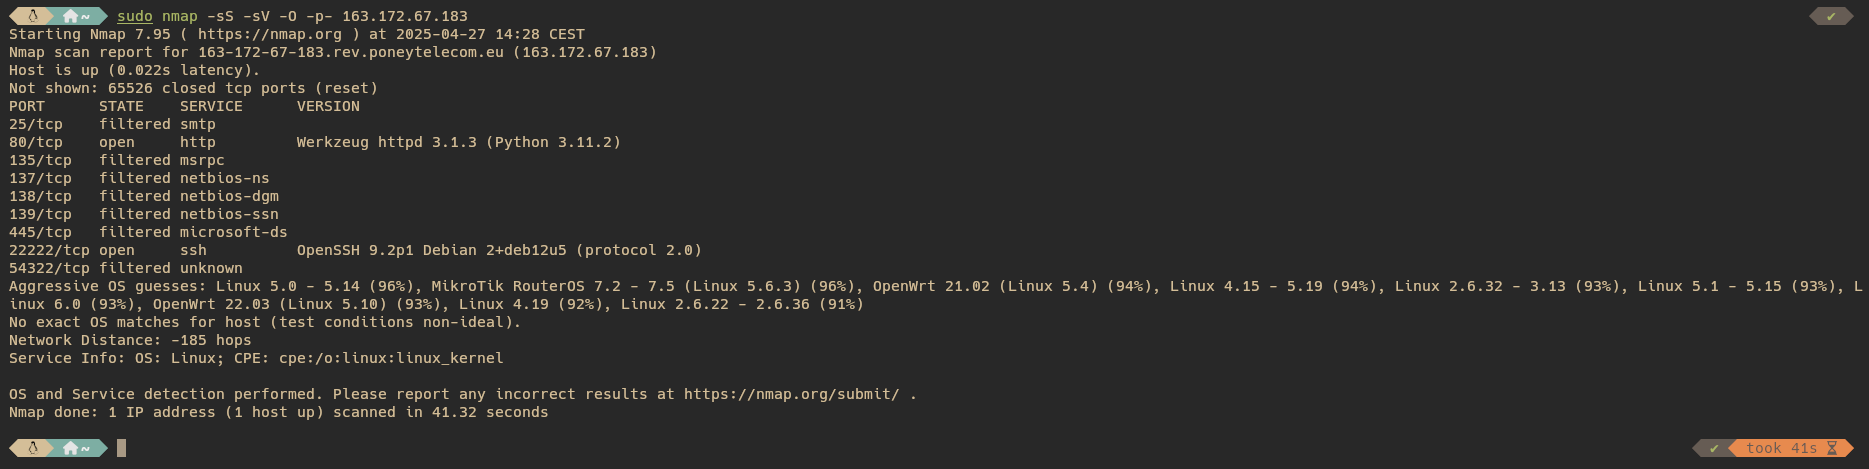 ~ sudo nmap -sS -sV -O -p- 163.172.67.183 ✔
Starting Nmap 7.95 ( https://nmap.org ) at 2025-04-27 14:28 CEST
Nmap scan report for 163-172-67-183.rev.poneytelecom.eu (163.172.67.183)
Host is up (0.022s latency).
Not shown: 65526 closed tcp ports (reset)
PORT      STATE    SERVICE      VERSION
25/tcp    filtered smtp
80/tcp    open     http         Werkzeug httpd 3.1.3 (Python 3.11.2)
135/tcp   filtered msrpc
137/tcp   filtered netbios-ns
138/tcp   filtered netbios-dgm
139/tcp   filtered netbios-ssn
445/tcp   filtered microsoft-ds
22222/tcp open     ssh          OpenSSH 9.2p1 Debian 2+deb12u5 (protocol 2.0)
54322/tcp filtered unknown
Aggressive OS guesses: Linux 5.0 - 5.14 (96%), MikroTik RouterOS 7.2 - 7.5 (Linux 5.6.3) (96%), OpenWrt 21.02 (Linux 5.4) (94%), Linux 4.15 - 5.19 (94%), Linux 2.6.32 - 3.13 (93%), Linux 5.1 - 5.15 (93%), L
inux 6.0 (93%), OpenWrt 22.03 (Linux 5.10) (93%), Linux 4.19 (92%), Linux 2.6.22 - 2.6.36 (91%)
No exact OS matches for host (test conditions non-ideal).
Network Distance: -185 hops
Service Info: OS: Linux; CPE: cpe:/o:linux:linux_kernel
OS and Service detection performed. Please report any incorrect results at https://nmap.org/submit/ .
Nmap done: 1 IP address (1 host up) scanned in 41.32 seconds
~ ✔ took 41s